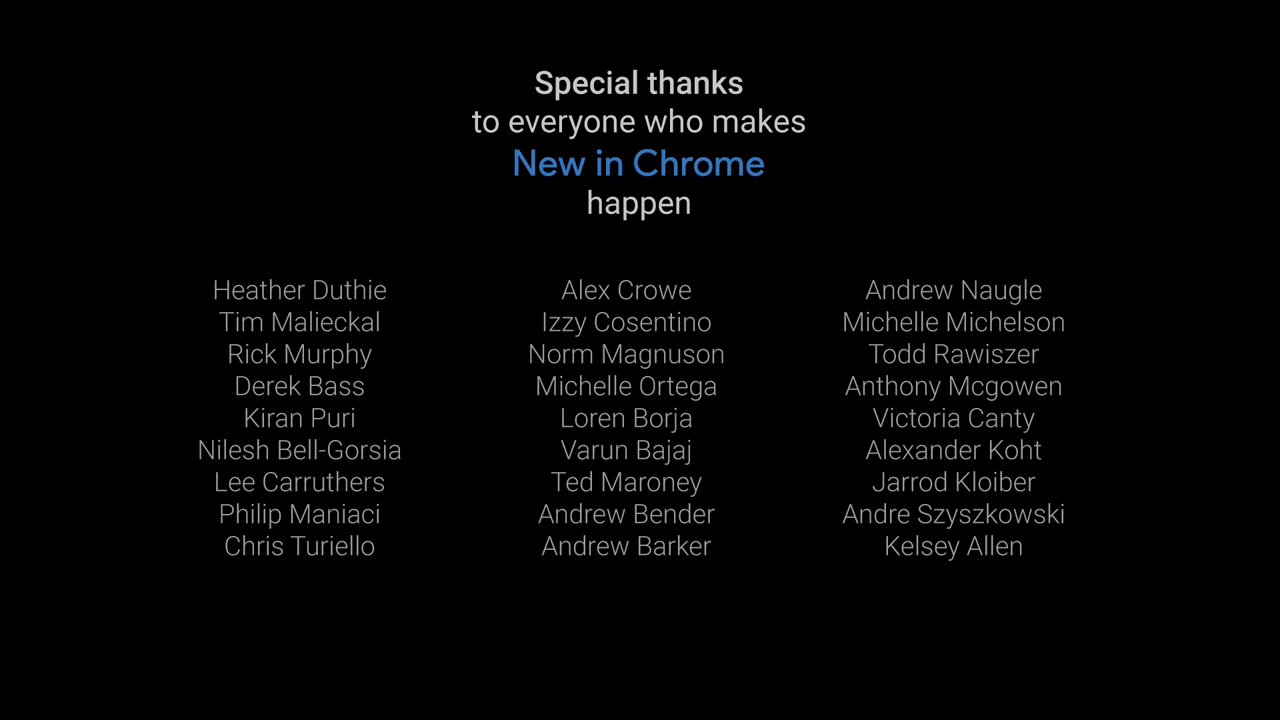 Special thanks
to everyone who makes
New in Chrome
happen
Heather Duthie
Tim Malieckal
Rick Murphy
Derek Bass
Kiran Puri
Nilesh Bell-Gorsia
Lee Carruthers
Philip Maniaci
Chris Turiello
Alex Crowe
Izzy Cosentino
Norm Magnuson
Michelle Ortega
Loren Borja
Varun Bajaj
Ted Maroney
Andrew Bender
Andrew Barker
Andrew Naugle
Michelle Michelson
Todd Rawiszer
Anthony Mcgowen
Victoria Canty
Alexander Koht
Jarrod Kloiber
Andre Szyszkowski
Kelsey Allen